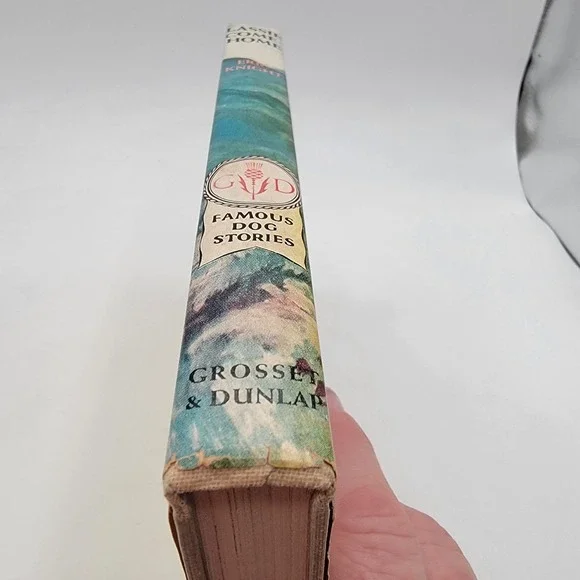 LASSIE
COME
HOME
ERIC
KNIGHT
G D
FAMOUS
DOG
STORIES
GROSSET
& DUNLAP